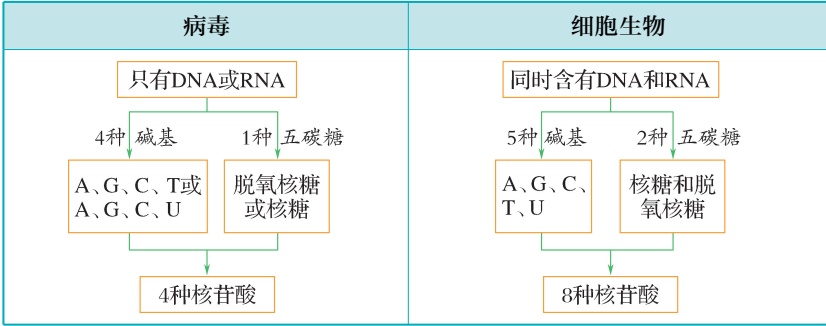 病毒
只有DNA或RNA
4种 碱基
1种 五碳糖
A、G、C、T或
A、G、C、U
脱氧核糖
或核糖
4种核苷酸
细胞生物
同时含有DNA和RNA
5种 碱基
2种 五碳糖
A、G、C、
T、U
核糖和脱
氧核糖
8种核苷酸